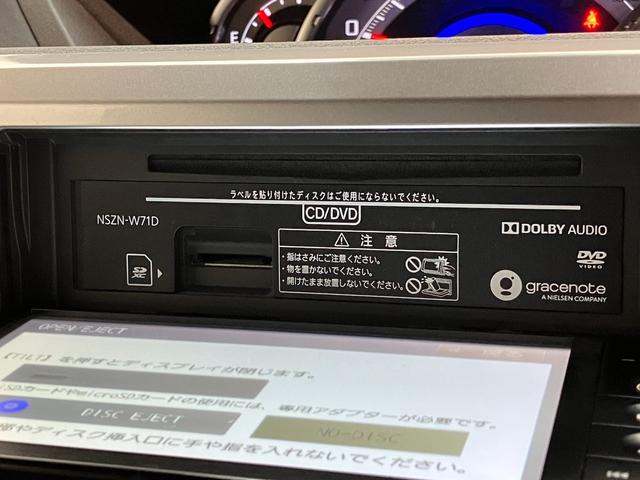 E
0
ラベルを貼り付けたディスクはご使用にならないでください。
CD/DVD
NSZN-W71D
DOLBY AUDIO
注 意
・指はさみにご注意ください。
・物を置かないでください。
・開けたまま放置しないでください。
SD
XC
DVD
VIDEO
gracenote
A NIELSEN COMPANY
OPEN/EJECT
【TILT】を押すとディスプレイが閉じます。
SDカードやmicroSDカードの使用には、専用アダプターが必要です。
DISC EJECT
NO-DISC
部やディスク挿入口に手や指を入れないでください。